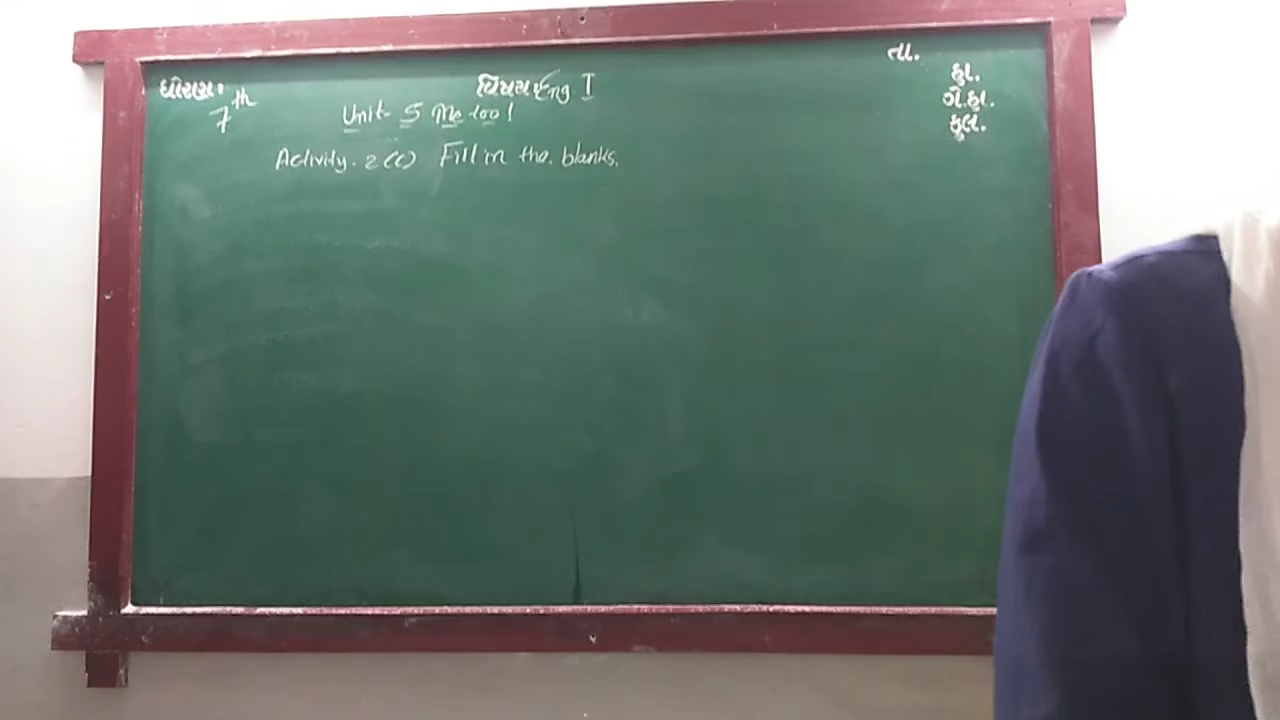 ધોરણ: 7th
વિષય: Eng I
તા.
હા.
ગે.હા.
કુલ.
Unit- 5 Me too!
Activity. 2 (C) Fill in the. blanks.